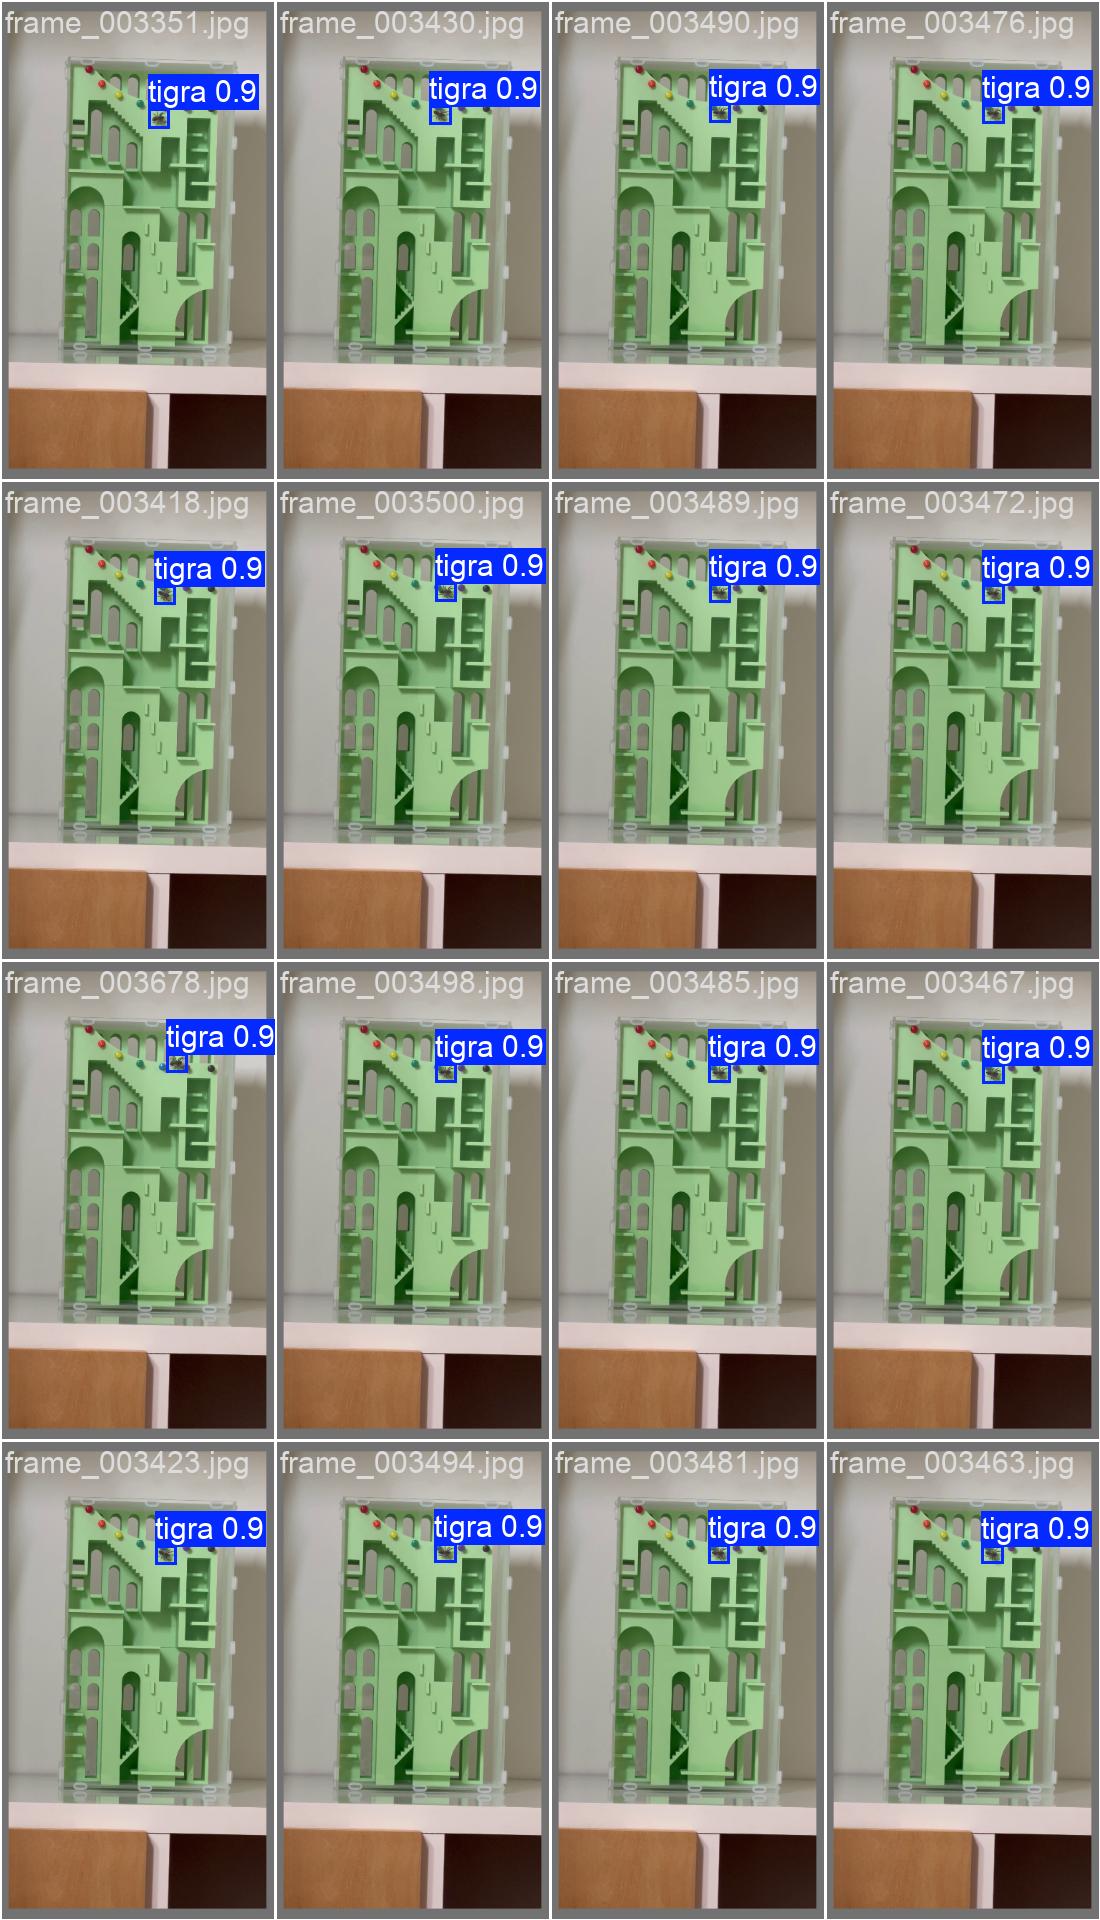 frame_003351.jpg
tigra 0.9
frame_003430.jpg
tigra 0.9
frame_003490.jpg
tigra 0.9
frame_003476.jpg
tigra 0.9
frame_003418.jpg
tigra 0.9
frame_003500.jpg
tigra 0.9
frame_003489.jpg
tigra 0.9
frame_003472.jpg
tigra 0.9
frame_003678.jpg
tigra 0.9
frame_003498.jpg
tigra 0.9
frame_003485.jpg
tigra 0.9
frame_003467.jpg
tigra 0.9
frame_003423.jpg
tigra 0.9
frame_003494.jpg
tigra 0.9
frame_003481.jpg
tigra 0.9
frame_003463.jpg
tigra 0.9